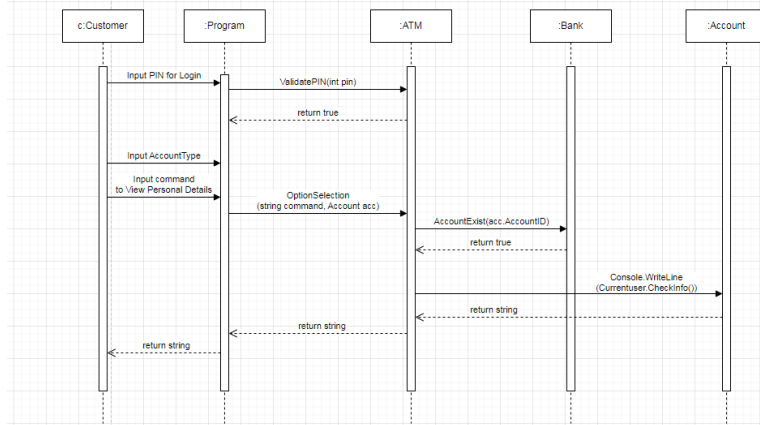 c:Customer
:Program
:ATM
:Bank
:Account
Input PIN for Login
ValidatePIN(int pin)
return true
Input AccountType
Input command
to View Personal Details
OptionSelection
(string command, Account acc)
AccountExist(acc.AccountID)
return true
Console.WriteLine
(Currentuser.CheckInfo())
return string
return string
return string